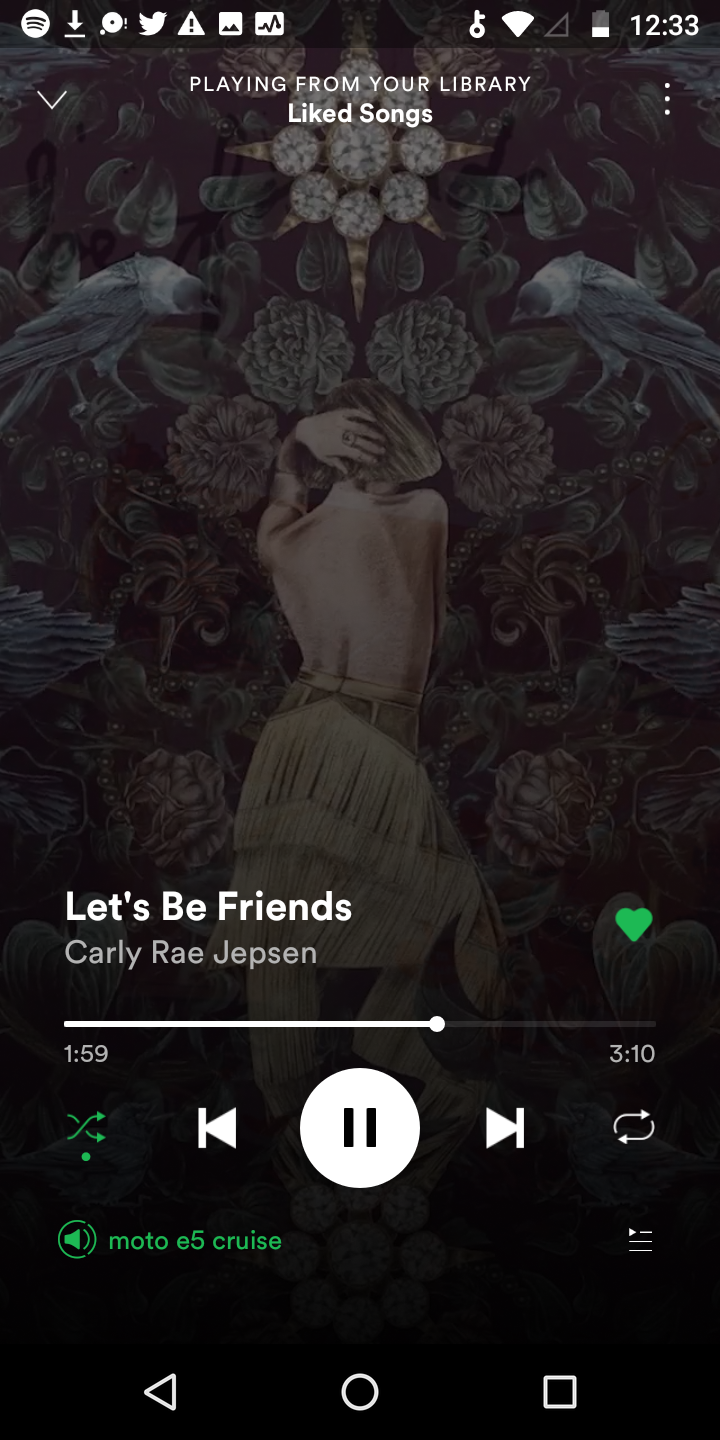 12:33
PLAYING FROM YOUR LIBRARY
Liked Songs
Let's Be Friends
Carly Rae Jepsen
1:59
3:10
moto e5 cruise